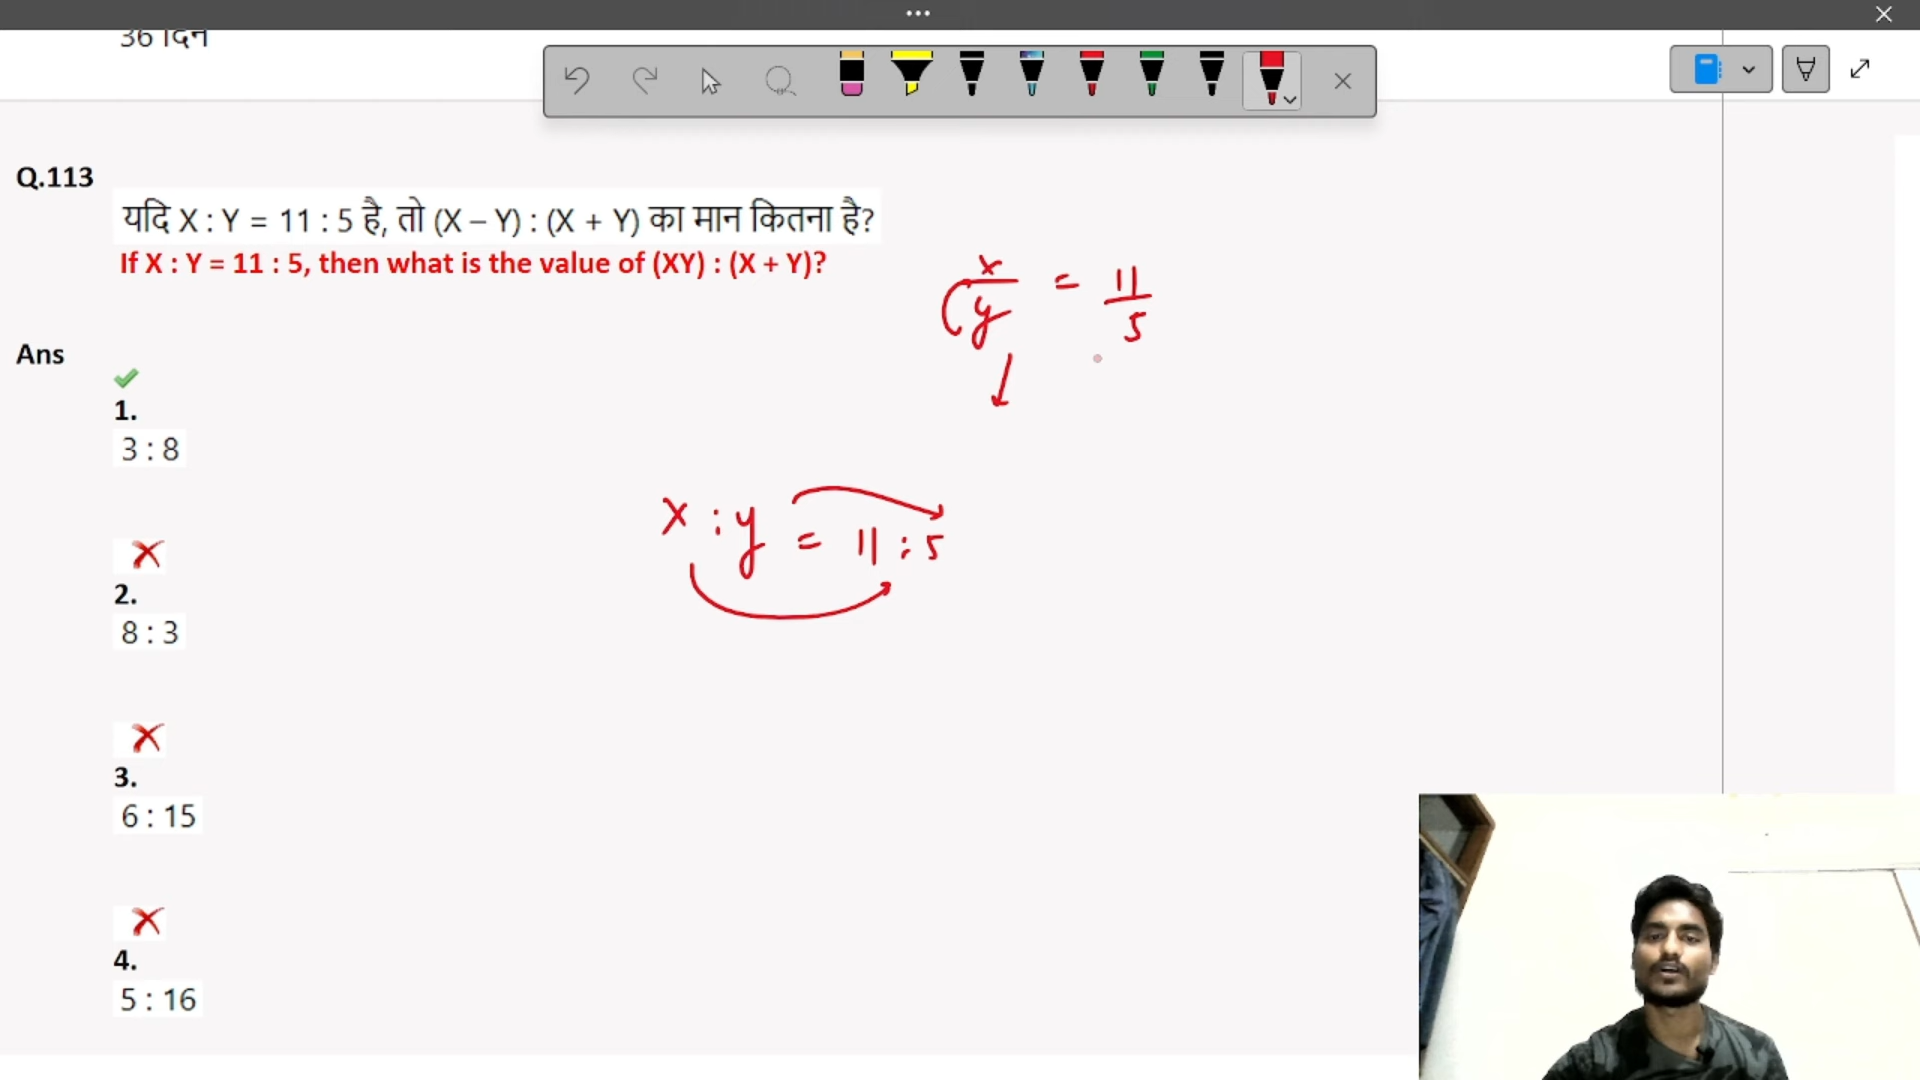 36 दिन
Q.113
यदि X : Y = 11 : 5 है, तो (X – Y) : (X + Y) का मान कितना है?
If X : Y = 11 : 5, then what is the value of (XY) : (X + Y)?
x/y = 11/5
Ans
1.
3 : 8
x : y = 11 : 5
2.
8 : 3
3.
6 : 15
4.
5 : 16